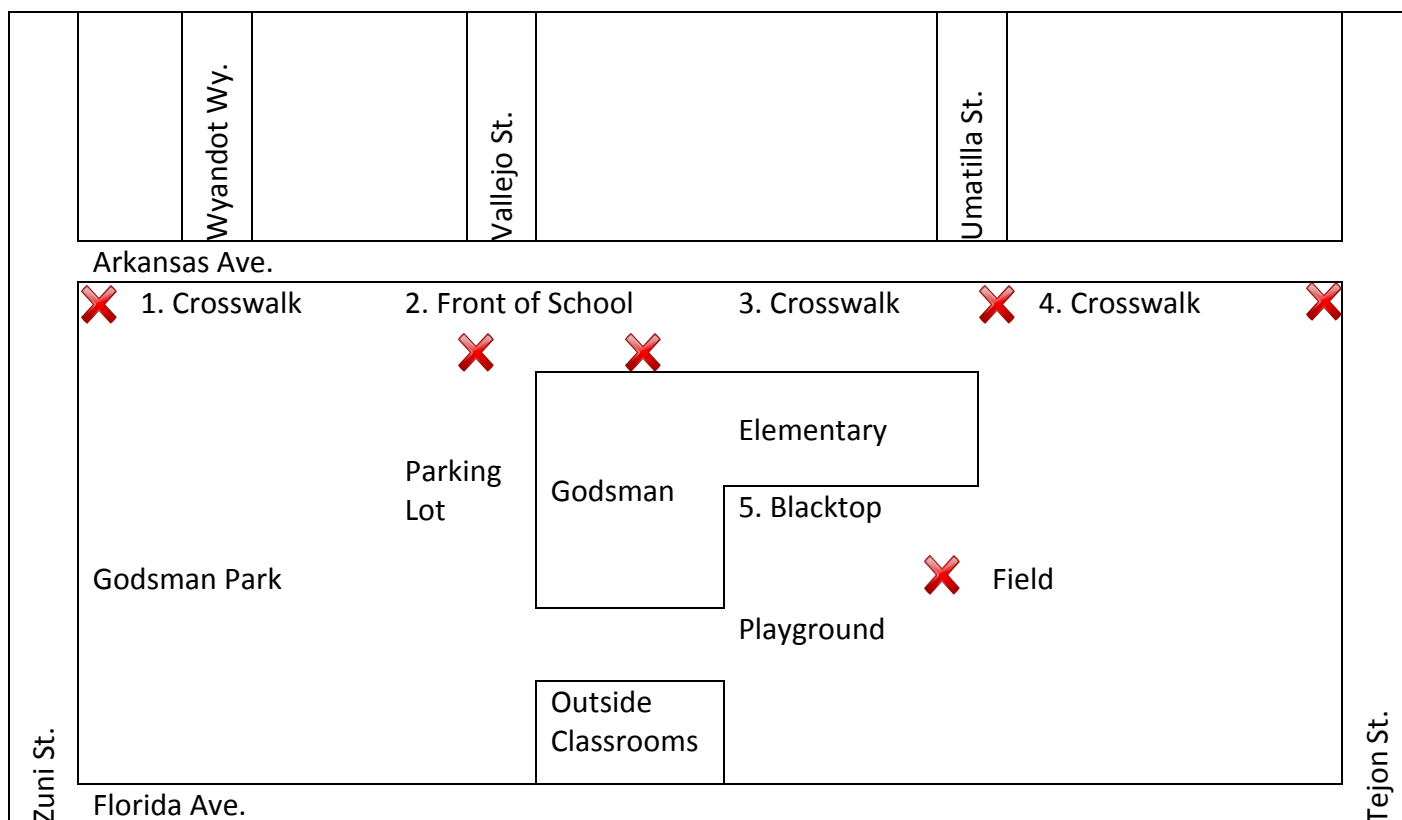 Wyandot Wy.
Vallejo St.
Umatilla St.
Arkansas Ave.
1. Crosswalk
2. Front of School
3. Crosswalk
4. Crosswalk
Elementary
Parking
Lot
Godsman
5. Blacktop
Godsman Park
Field
Playground
Outside
Classrooms
Zuni St.
Tejon St.
Florida Ave.